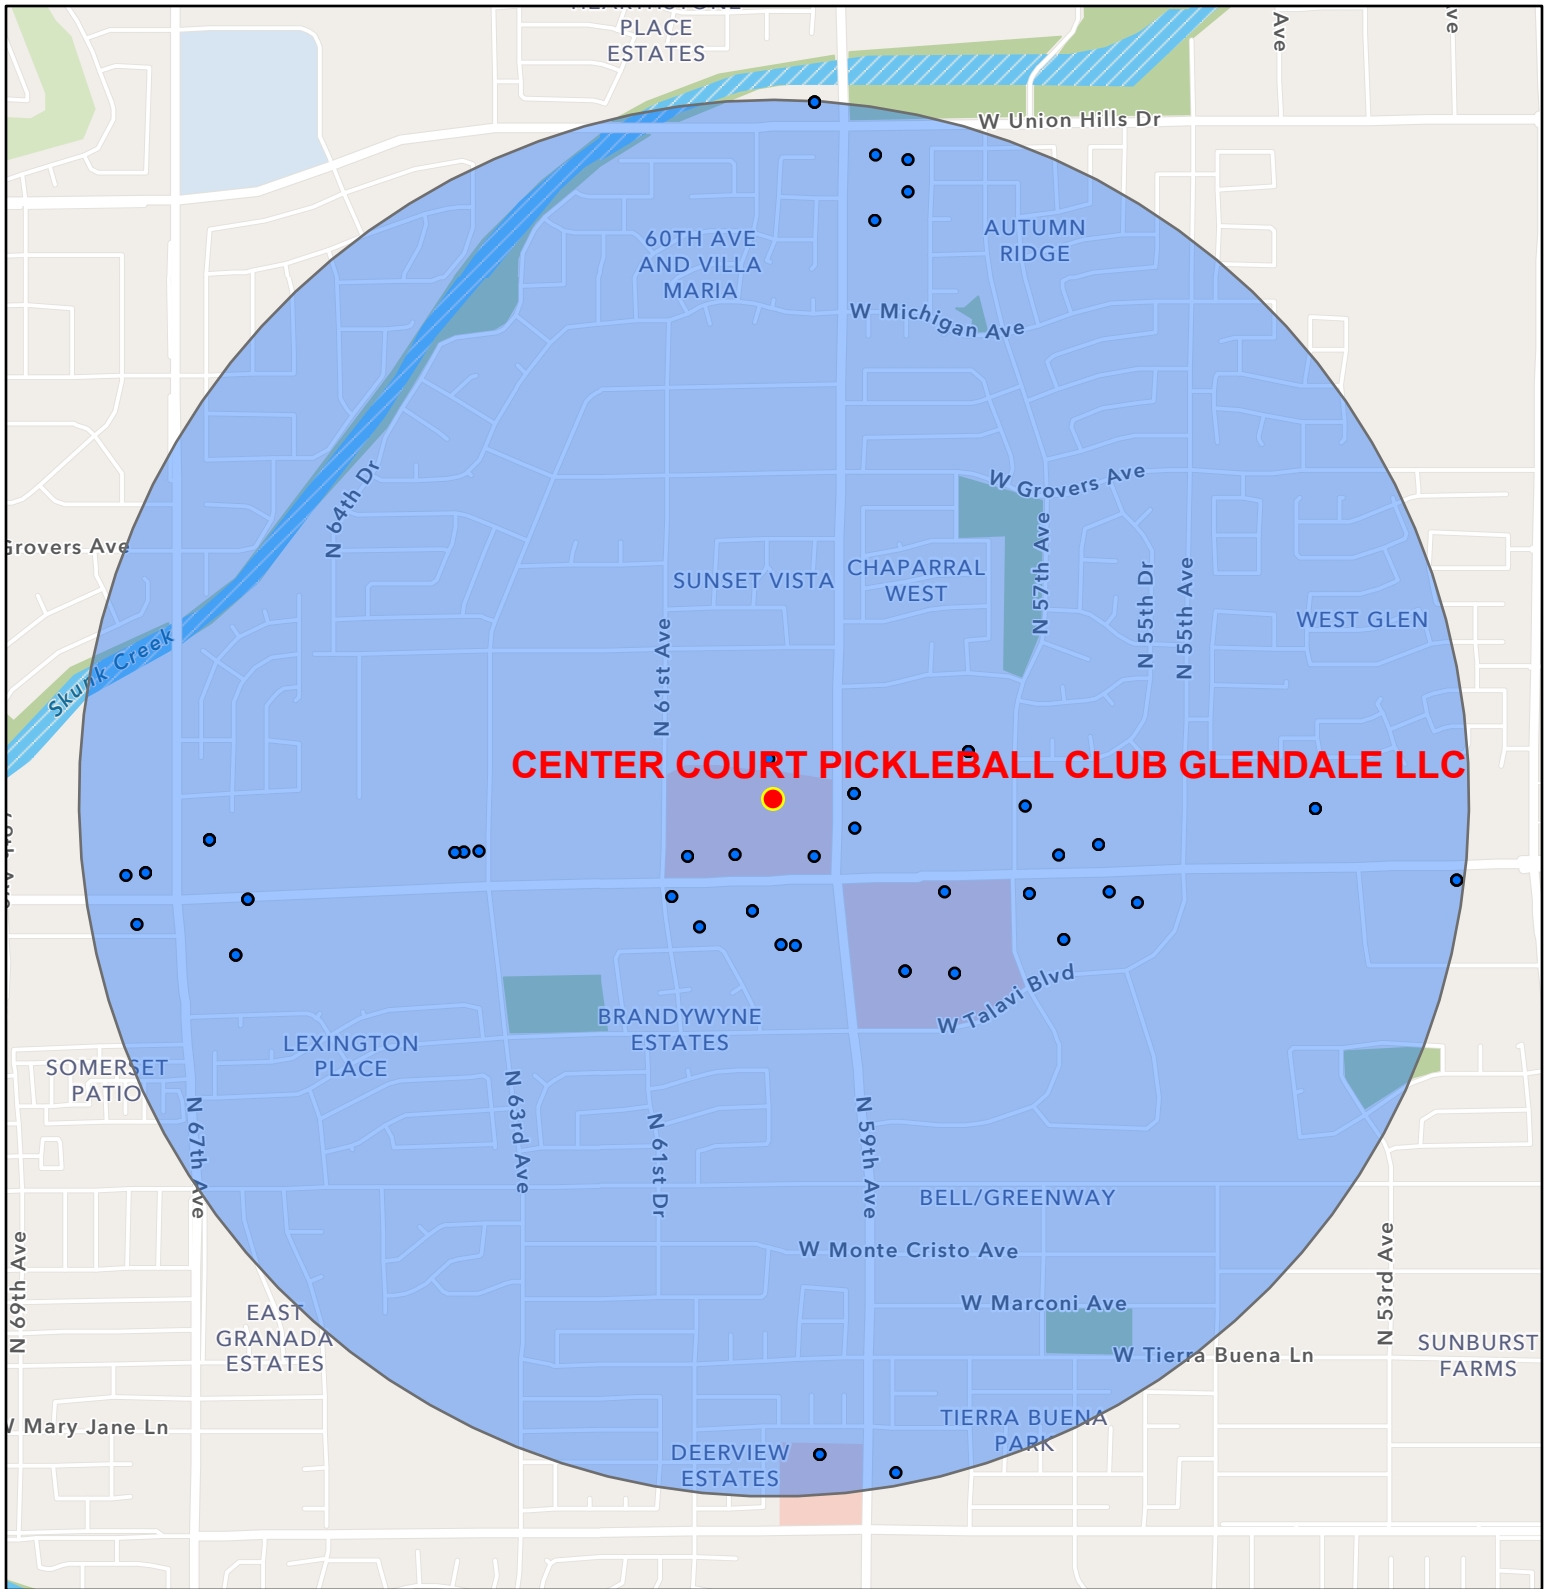 PLACE
ESTATES
Ave
W Union Hills Dr
60TH AVE
AND VILLA
MARIA
AUTUMN
RIDGE
W Michigan Ave
W Grovers Ave
N 64th Dr
Grovers Ave
SUNSET VISTA
CHAPARRAL
WEST
N 57th Ave
N 55th Dr
N 55th Ave
WEST GLEN
Skunk Creek
N 61st Ave
CENTER COURT PICKLEBALL CLUB GLENDALE LLC
W Talavi Blvd
BRANDYWYNE
ESTATES
LEXINGTON
PLACE
SOMERSET
PATIO
N 67th Ave
N 63rd Ave
N 61st Dr
N 59th Ave
BELL/GREENWAY
W Monte Cristo Ave
N 69th Ave
N 53rd Ave
W Marconi Ave
EAST
GRANADA
ESTATES
W Tierra Buena Ln
SUNBURST
FARMS
Mary Jane Ln
TIERRA BUENA
PARK
DEERVIEW
ESTATES